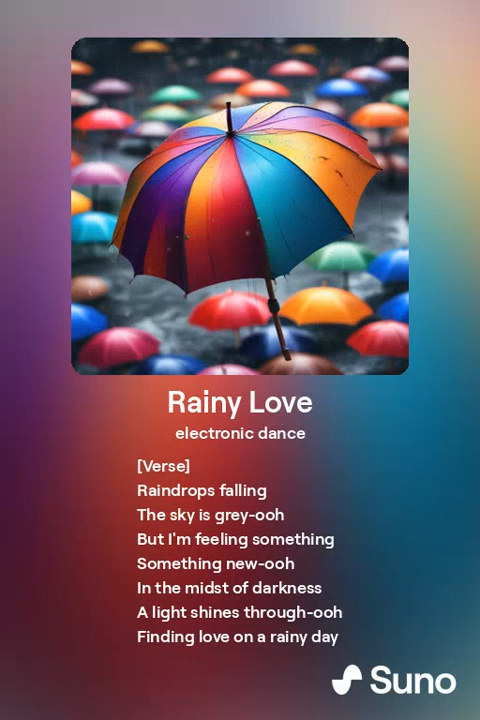 Rainy Love
electronic dance
[Verse]
Raindrops falling
The sky is grey-ooh
But I'm feeling something
Something new-ooh
In the midst of darkness
A light shines through-ooh
Finding love on a rainy day
Suno